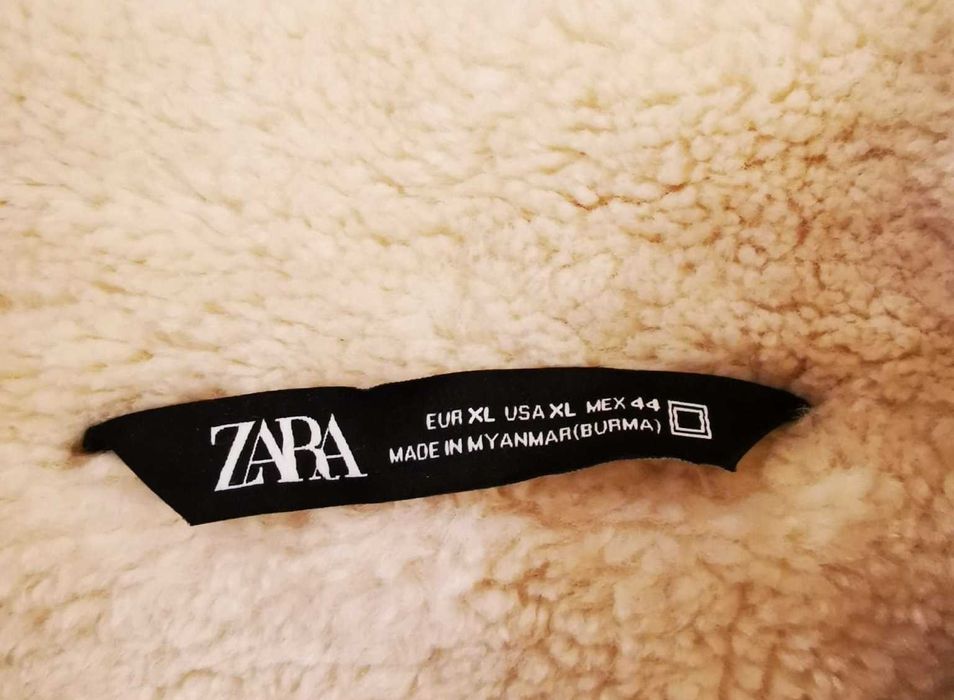 ZARA
EUR XL USA XL MEX 44
MADE IN MYANMAR(BURMA)